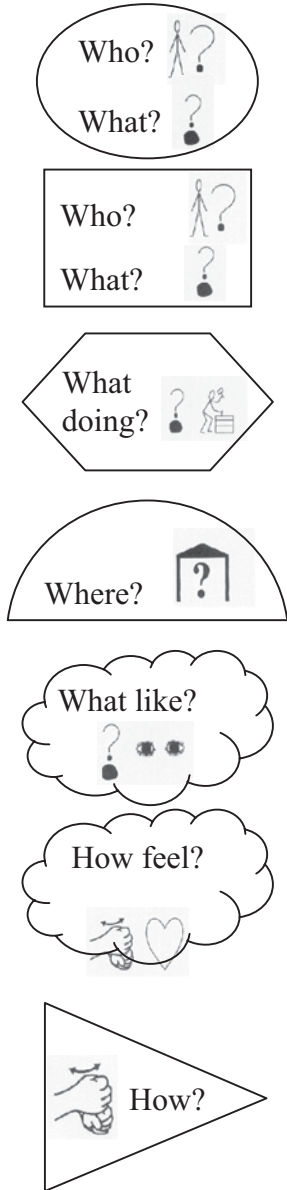 Who? ?
What? ?
Who? ?
What? ?
What
doing? ?
?
Where?
What like?
?
How feel?
How?